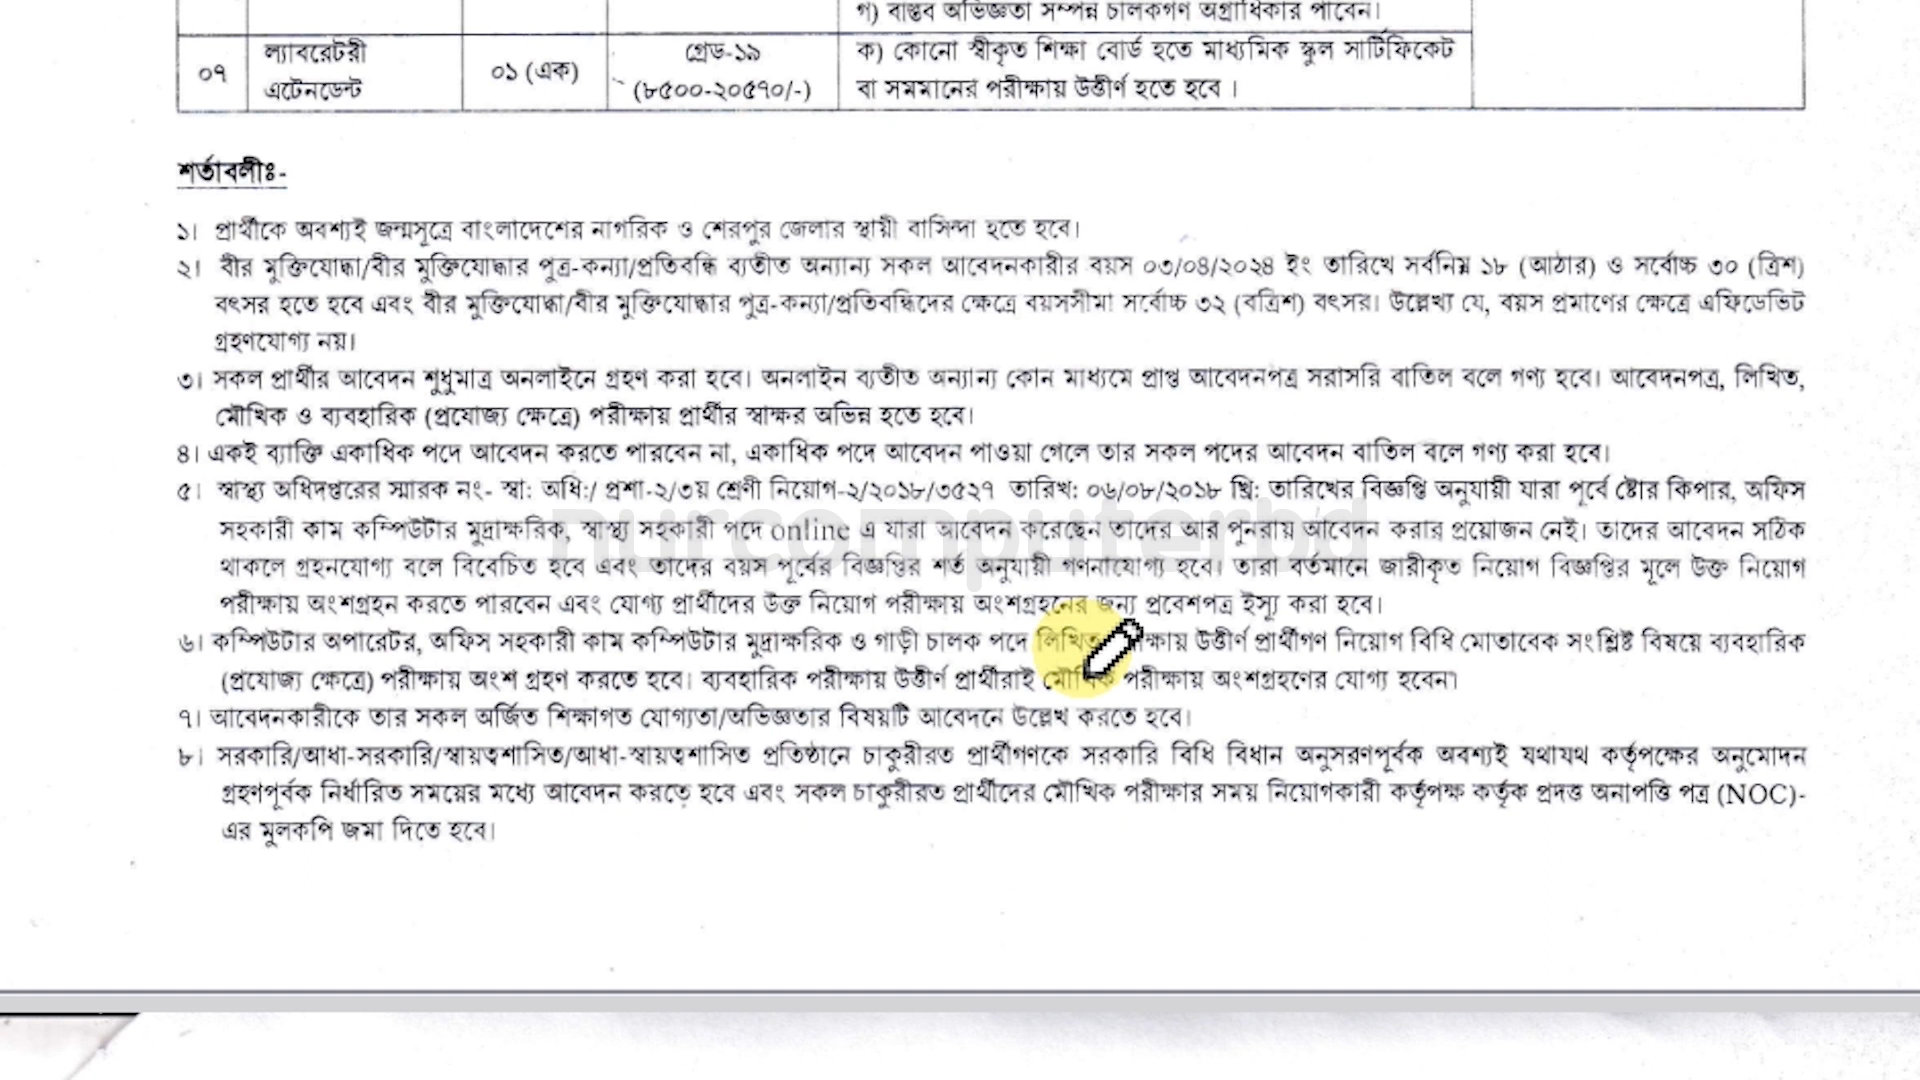 গ) বাস্তব অভিজ্ঞতা সম্পন্ন চালকগণ অগ্রাধিকার পাবেন।
০৭ ল্যাবরেটরী এটেনডেন্ট ০১ (এক) গ্রেড-১৯ (৮৫০০-২০৫৭০/-) ক) কোনো স্বীকৃত শিক্ষা বোর্ড হতে মাধ্যমিক স্কুল সার্টিফিকেট
বা সমমানের পরীক্ষায় উত্তীর্ণ হতে হবে ।
শর্তাবলীঃ-
১। প্রার্থীকে অবশ্যই জন্মসূত্রে বাংলাদেশের নাগরিক ও শেরপুর জেলার স্থায়ী বাসিন্দা হতে হবে।
২। বীর মুক্তিযোদ্ধা/বীর মুক্তিযোদ্ধার পুত্র-কন্যা/প্রতিবন্ধি ব্যতীত অন্যান্য সকল আবেদনকারীর বয়স ০৩/০৪/২০২৪ ইং তারিখে সর্বনিম্ন ১৮ (আঠার) ও সর্বোচ্চ ৩০ (ত্রিশ)
বৎসর হতে হবে এবং বীর মুক্তিযোদ্ধা/বীর মুক্তিযোদ্ধার পুত্র-কন্যা/প্রতিবন্ধিদের ক্ষেত্রে বয়সসীমা সর্বোচ্চ ৩২ (বত্রিশ) বৎসর। উল্লেখ্য যে, বয়স প্রমাণের ক্ষেত্রে এফিডেভিট
গ্রহণযোগ্য নয়।
৩। সকল প্রার্থীর আবেদন শুধুমাত্র অনলাইনে গ্রহণ করা হবে। অনলাইন ব্যতীত অন্যান্য কোন মাধ্যমে প্রাপ্ত আবেদনপত্র সরাসরি বাতিল বলে গণ্য হবে। আবেদনপত্র, লিখিত,
মৌখিক ও ব্যবহারিক (প্রযোজ্য ক্ষেত্রে) পরীক্ষায় প্রার্থীর স্বাক্ষর অভিন্ন হতে হবে।
৪। একই ব্যাক্তি একাধিক পদে আবেদন করতে পারবেন না, একাধিক পদে আবেদন পাওয়া গেলে তার সকল পদের আবেদন বাতিল বলে গণ্য করা হবে।
৫। স্বাস্থ্য অধিদপ্তরের স্মারক নং- স্বা: অধি:/ প্রশা-২/৩য় শ্রেণী নিয়োগ-২/২০১৮/৩৫২৭ তারিখ: ০৬/০৮/২০১৮ খ্রি: তারিখের বিজ্ঞপ্তি অনুযায়ী যারা পূর্বে ষ্টোর কিপার, অফিস
সহকারী কাম কম্পিউটার মুদ্রাক্ষরিক, স্বাস্থ্য সহকারী পদে online এ যারা আবেদন করেছেন তাদের আর পুনরায় আবেদন করার প্রয়োজন নেই। তাদের আবেদন সঠিক
থাকলে গ্রহনযোগ্য বলে বিবেচিত হবে এবং তাদের বয়স পূর্বের বিজ্ঞপ্তির শর্ত অনুযায়ী গণনাযোগ্য হবে। তারা বর্তমানে জারীকৃত নিয়োগ বিজ্ঞপ্তির মূলে উক্ত নিয়োগ
পরীক্ষায় অংশগ্রহন করতে পারবেন এবং যোগ্য প্রার্থীদের উক্ত নিয়োগ পরীক্ষায় অংশগ্রহনের জন্য প্রবেশপত্র ইস্যু করা হবে।
nurcomputerbd
৬। কম্পিউটার অপারেটর, অফিস সহকারী কাম কম্পিউটার মুদ্রাক্ষরিক ও গাড়ী চালক পদে লিখিত উত্তীর্ণ প্রার্থীগণ নিয়োগ বিধি মোতাবেক সংশ্লিষ্ট বিষয়ে ব্যবহারিক
(প্রযোজ্য ক্ষেত্রে) পরীক্ষায় অংশ গ্রহণ করতে হবে। ব্যবহারিক পরীক্ষায় উত্তীর্ণ প্রার্থীরাই মৌখিক পরীক্ষায় অংশগ্রহণের যোগ্য হবেন।
৭। আবেদনকারীকে তার সকল অর্জিত শিক্ষাগত যোগ্যতা/অভিজ্ঞতার বিষয়টি আবেদনে উল্লেখ করতে হবে।
৮। সরকারি/আধা-সরকারি/স্বায়ত্বশাসিত/আধা-স্বায়ত্বশাসিত প্রতিষ্ঠানে চাকুরীরত প্রার্থীগণকে সরকারি বিধি বিধান অনুসরণপূর্বক অবশ্যই যথাযথ কর্তৃপক্ষের অনুমোদন
গ্রহণপূর্বক নির্ধারিত সময়ের মধ্যে আবেদন করতে হবে এবং সকল চাকুরীরত প্রার্থীদের মৌখিক পরীক্ষার সময় নিয়োগকারী কর্তৃপক্ষ কর্তৃক প্রদত্ত অনাপত্তি পত্র (NOC)-
এর মুলকপি জমা দিতে হবে।